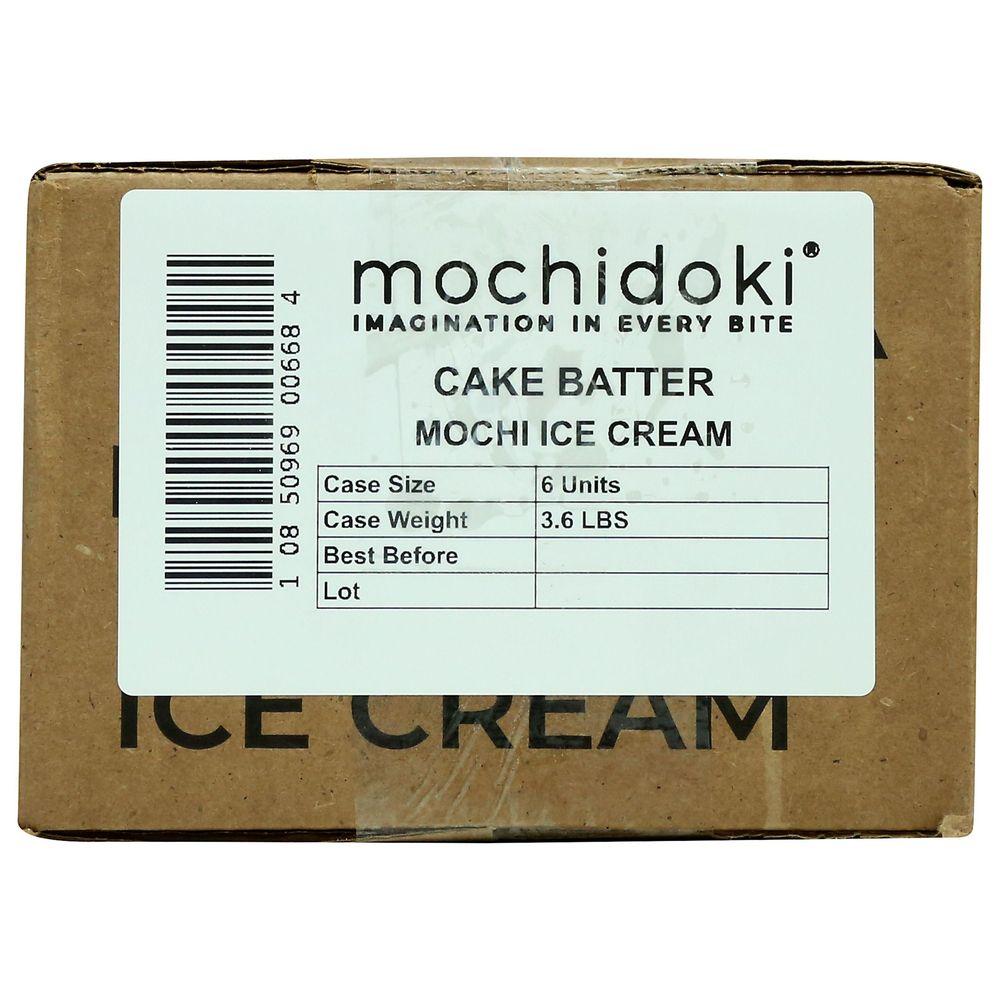 mochidoki®
IMAGINATION IN EVERY BITE
CAKE BATTER
MOCHI ICE CREAM
Case Size 6 Units
Case Weight 3.6 LBS
Best Before
Lot
1 08 50969 00668 4
ICE CREAM